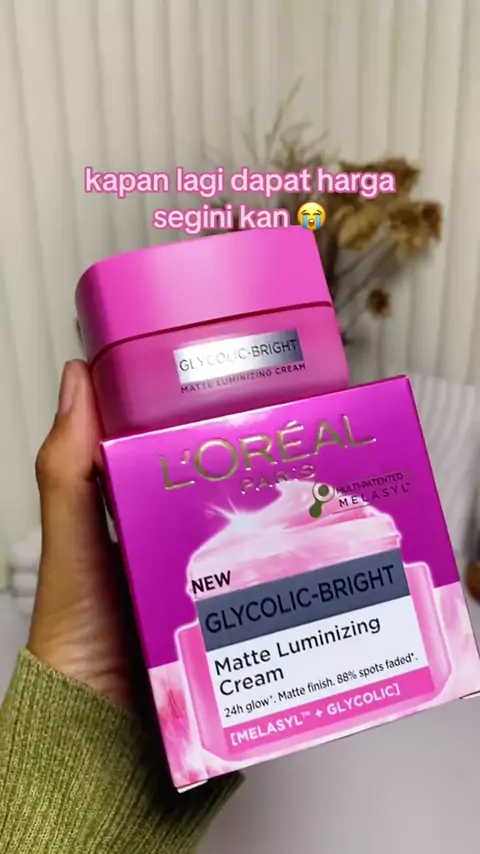 kapan lagi dapat harga
segini kan 😭
GLYCOLIC-BRIGHT
MATTE LUMINIZING CREAM
L'ORÉAL
PARIS
MULTI-PATENTED
MELASYL™
NEW
GLYCOLIC-BRIGHT
Matte Luminizing
Cream
24h glow*. Matte finish. 88% spots faded*.
[MELASYL™ + GLYCOLIC]